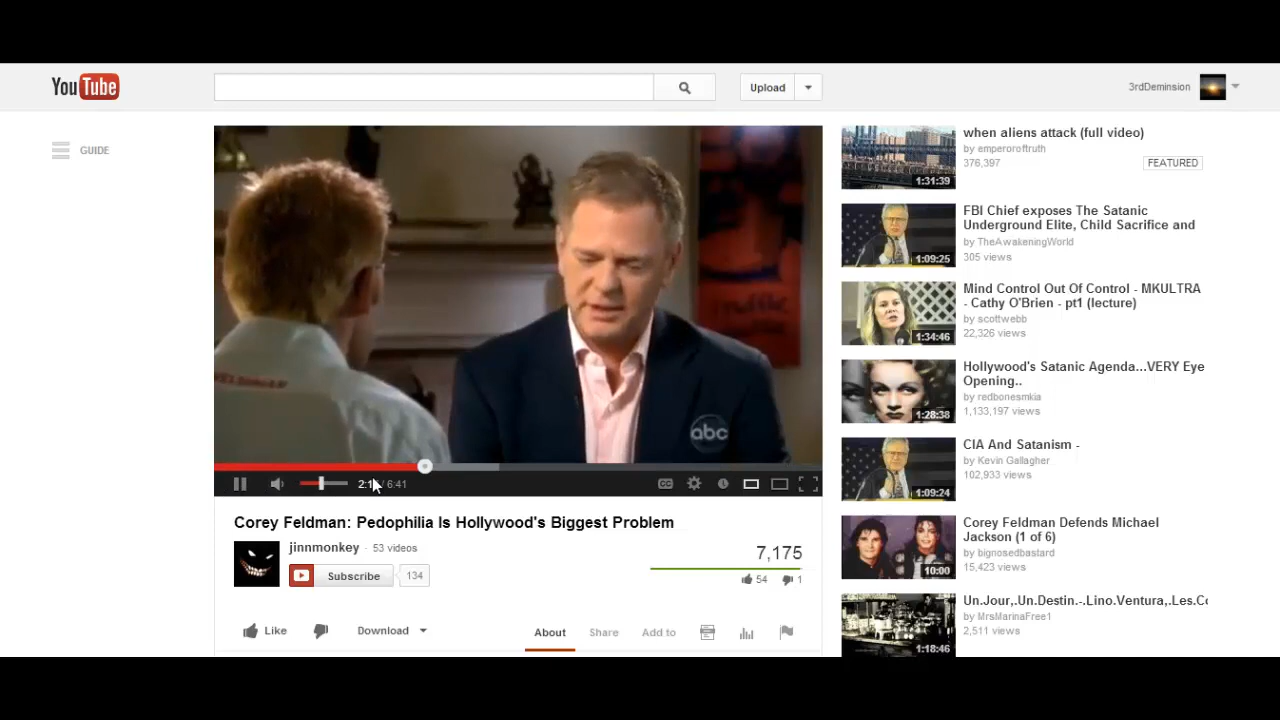 YouTube
Upload
3rdDeminsion
GUIDE
abc
2:1
/ 6:41
Corey Feldman: Pedophilia Is Hollywood's Biggest Problem
jinnmonkey · 53 videos
Subscribe
134
7,175
54
1
Like
Download
About
Share
Add to
when aliens attack (full video)
by emperoroftruth
376,397
FEATURED
1:31:39
FBI Chief exposes The Satanic
Underground Elite, Child Sacrifice and
by TheAwakeningWorld
305 views
1:09:25
Mind Control Out Of Control - MKULTRA
- Cathy O'Brien - pt1 (lecture)
by scottwebb
22,326 views
1:34:46
Hollywood's Satanic Agenda...VERY Eye
Opening..
by redbonesmkia
1,133,197 views
1:28:38
CIA And Satanism -
by Kevin Gallagher
102,933 views
1:09:24
Corey Feldman Defends Michael
Jackson (1 of 6)
by bignosedbastard
15,423 views
10:00
Un.Jour,.Un.Destin.-.Lino.Ventura,.Les.Co
by MrsMarinaFree1
2,511 views
1:18:46